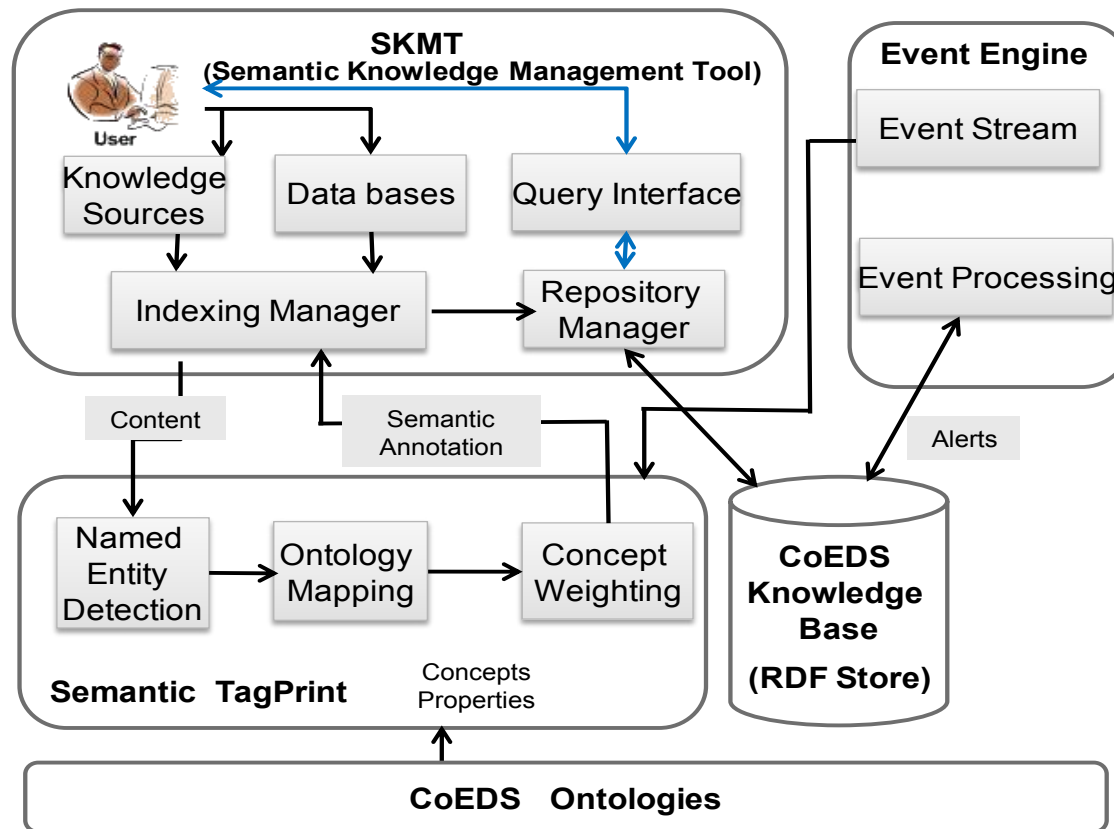 SKMT
(Semantic Knowledge Management Tool)
User
Knowledge
Sources
Data bases
Query Interface
Indexing Manager
Repository
Manager
Event Engine
Event Stream
Event Processing
Content
Semantic
Annotation
Alerts
Named
Entity
Detection
Ontology
Mapping
Concept
Weighting
Semantic TagPrint
Concepts
Properties
CoEDS
Knowledge
Base
(RDF Store)
CoEDS Ontologies